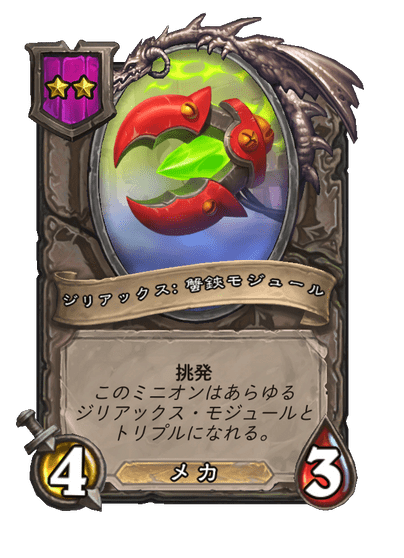 ジリアックス: 蟹鋏モジュール
挑発
このミニオンはあらゆる
ジリアックス・モジュールと
トリプルになれる。
4
メカ
3